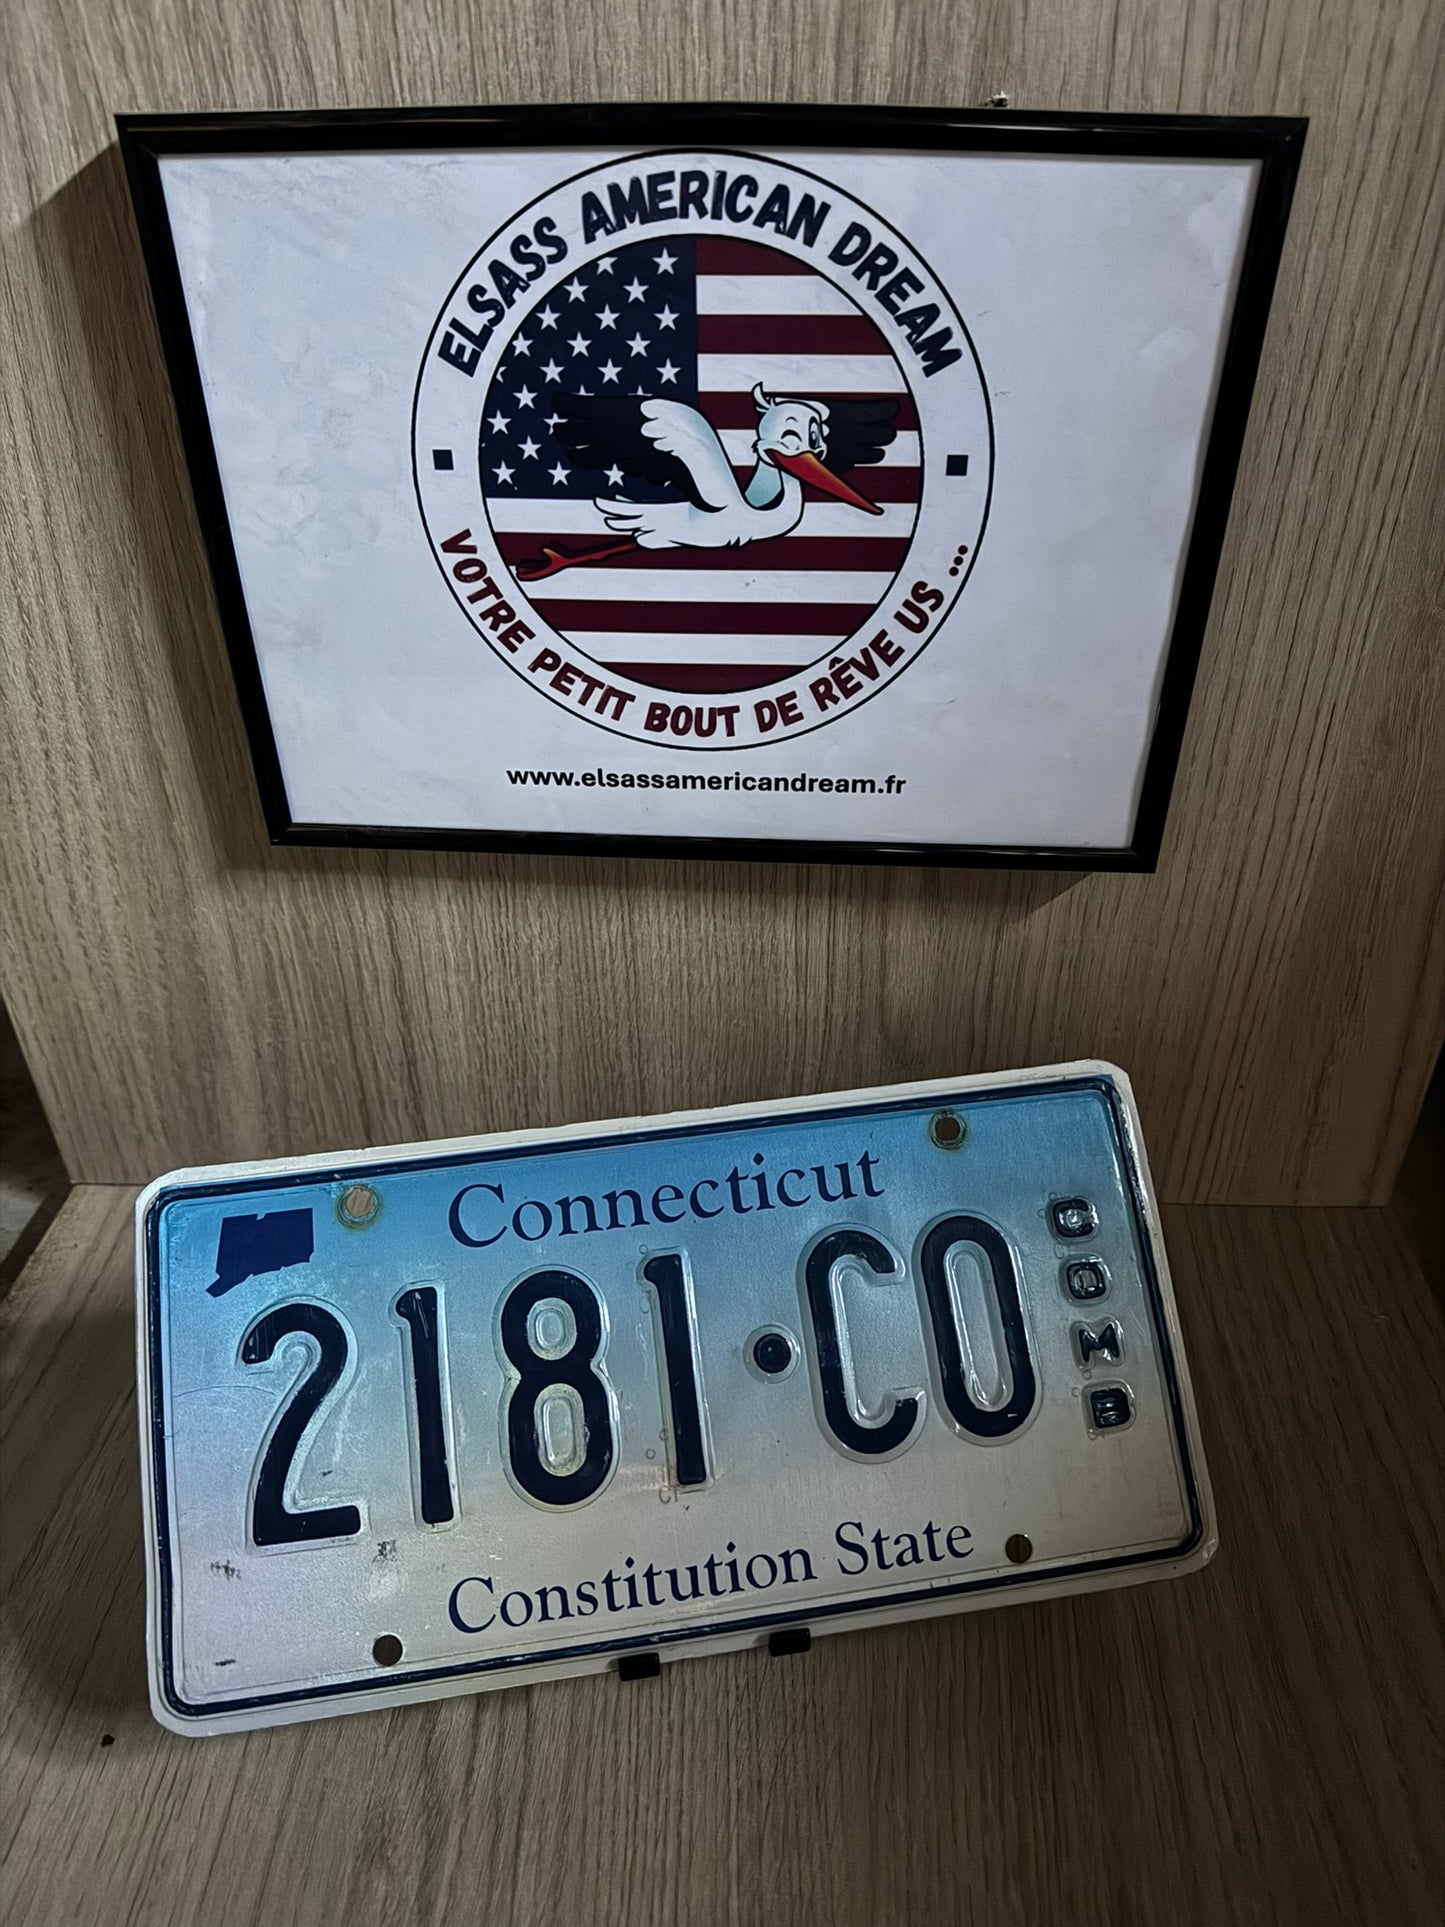 ELSASS AMERICAN DREAM
VOTRE PETIT BOUT DE RÊVE US ...
www.elsassamericandream.fr
Connecticut
2181·CO
COMB
Constitution State